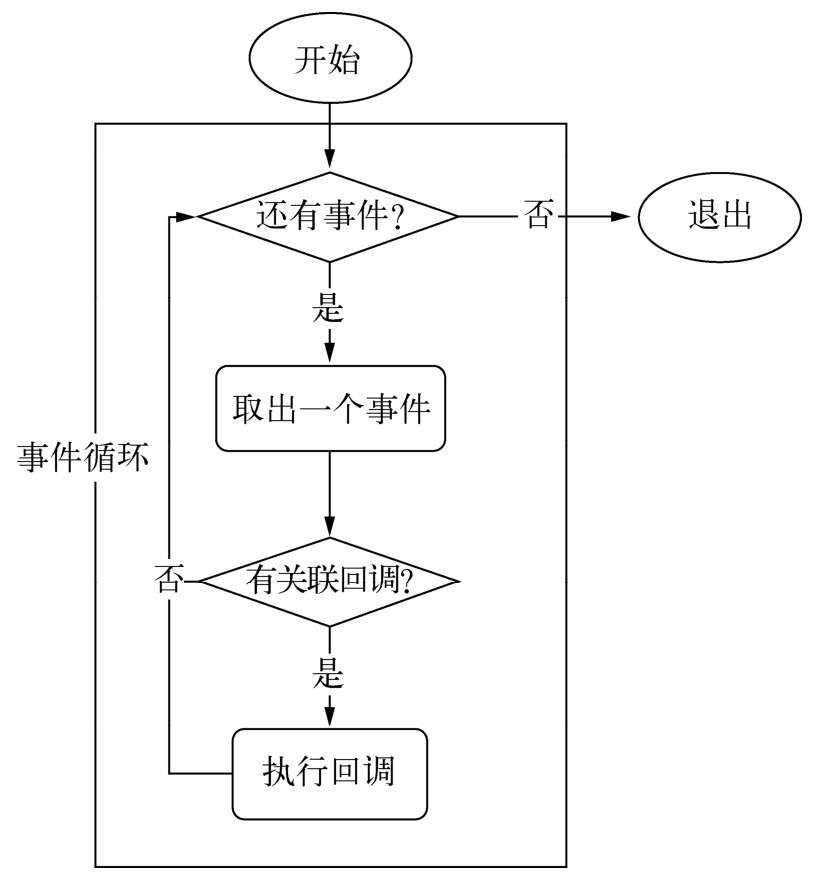 开始
还有事件?
否
退出
是
取出一个事件
事件循环
否
有关联回调?
是
执行回调